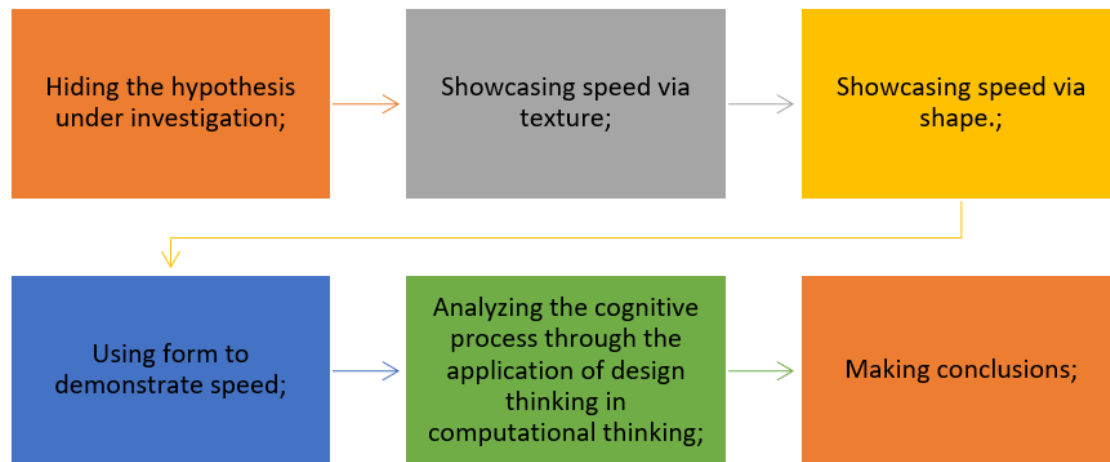 Hiding the hypothesis
under investigation;
Showcasing speed via
texture;
Showcasing speed via
shape.;
Using form to
demonstrate speed;
Analyzing the cognitive
process through the
application of design
thinking in
computational thinking;
Making conclusions;